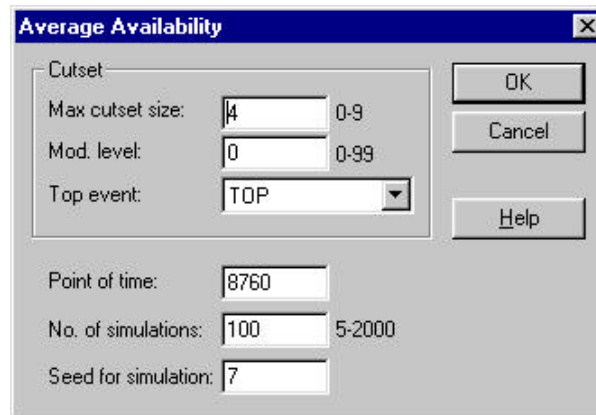 Average Availability
Cutset
Max cutset size: 4 0-9
Mod. level: 0 0-99
Top event: TOP
OK
Cancel
Help
Point of time: 8760
No. of simulations: 100 5-2000
Seed for simulation: 7